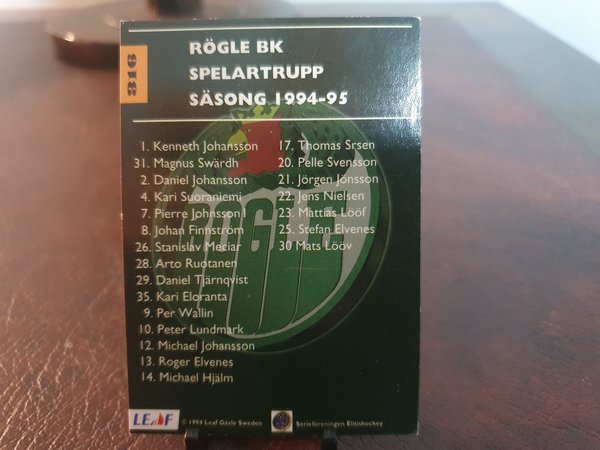 316
RÖGLE BK
SPELARTRUPP
SÄSONG 1994-95
1. Kenneth Johansson
31. Magnus Swärdh
2. Daniel Johansson
4. Kari Suoraniemi
7. Pierre Johnsson
8. Johan Finnström
26. Stanislav Meciar
28. Arto Ruotanen
29. Daniel Tjärnqvist
35. Kari Eloranta
9. Per Wallin
10. Peter Lundmark
12. Michael Johansson
13. Roger Elvenes
14. Michael Hjälm
17. Thomas Srsen
20. Pelle Svensson
21. Jörgen Jönsson
22. Jens Nielsen
23. Mattias Lööf
25. Stefan Elvenes
30 Mats Lööv
RÖGLE
LEAF
© 1994 Leaf Gävle Sweden
Serieföreningen Elitishockey